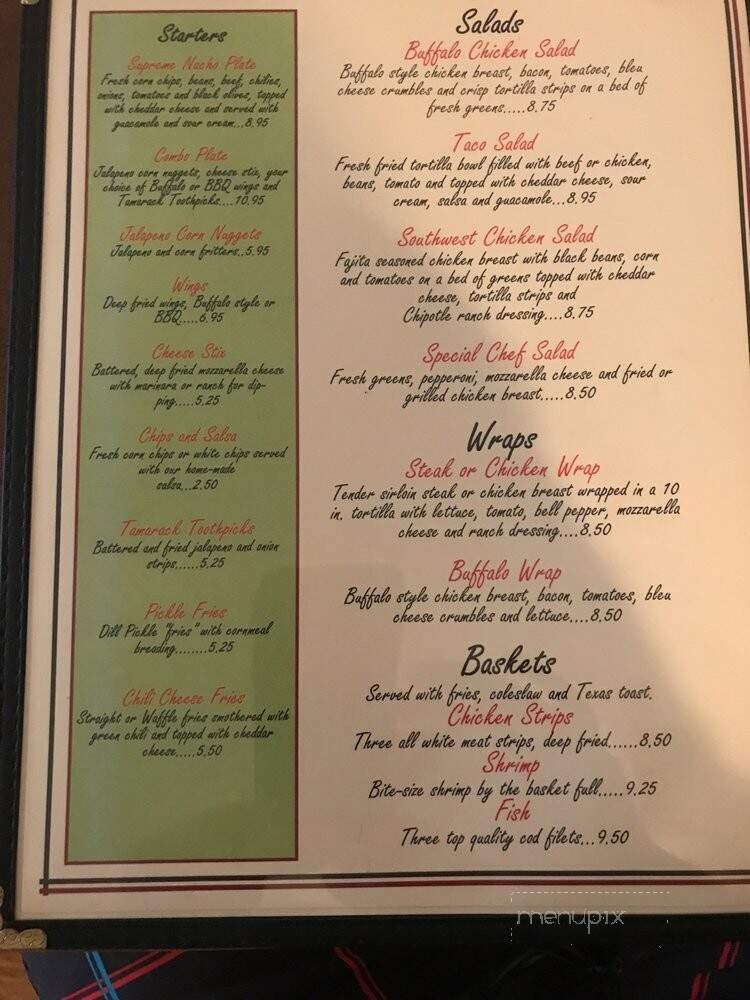 Starters
Supreme Nacho Plate
Fresh corn chips, beans, beef, chilies,
onions, tomatoes and black olives, topped
with cheddar cheese and served with
guacamole and sour cream...8.95
Combo Plate
Jalapeno corn nuggets, cheese stix, your
choice of Buffalo or BBQ wings and
Tamarack Toothpicks....10.95
Jalapeno Corn Nuggets
Jalapeno and corn fritters..5.95
Wings
Deep fried wings, Buffalo style or
BBQ.....6.95
Cheese Stix
Battered, deep fried mozzarella cheese
with marinara or ranch for dip-
ping.....5.25
Chips and Salsa
Fresh corn chips or white chips served
with our home-made
salsa...2.50
Tamarack Toothpicks
Battered and fried jalapeno and onion
strips......5.25
Pickle Fries
Dill Pickle "fries" with cornmeal
breading........5.25
Chili Cheese Fries
Straight or Waffle fries smothered with
green chili and topped with cheddar
cheese.....5.50
Salads
Buffalo Chicken Salad
Buffalo style chicken breast, bacon, tomatoes, bleu
cheese crumbles and crisp tortilla strips on a bed of
fresh greens.....8.75
Taco Salad
Fresh fried tortilla bowl filled with beef or chicken,
beans, tomato and topped with cheddar cheese, sour
cream, salsa and guacamole...8.95
Southwest Chicken Salad
Fajita seasoned chicken breast with black beans, corn
and tomatoes on a bed of greens topped with cheddar
cheese, tortilla strips and
Chipotle ranch dressing....8.75
Special Chef Salad
Fresh greens, pepperoni, mozzarella cheese and fried or
grilled chicken breast.....8.50
Wraps
Steak or Chicken Wrap
Tender sirloin steak or chicken breast wrapped in a 10
in. tortilla with lettuce, tomato, bell pepper, mozzarella
cheese and ranch dressing....8.50
Buffalo Wrap
Buffalo style chicken breast, bacon, tomatoes, bleu
cheese crumbles and lettuce....8.50
Baskets
Served with fries, coleslaw and Texas toast.
Chicken Strips
Three all white meat strips, deep fried......8.50
Shrimp
Bite-size shrimp by the basket full.....9.25
Fish
Three top quality cod filets...9.50
menupix